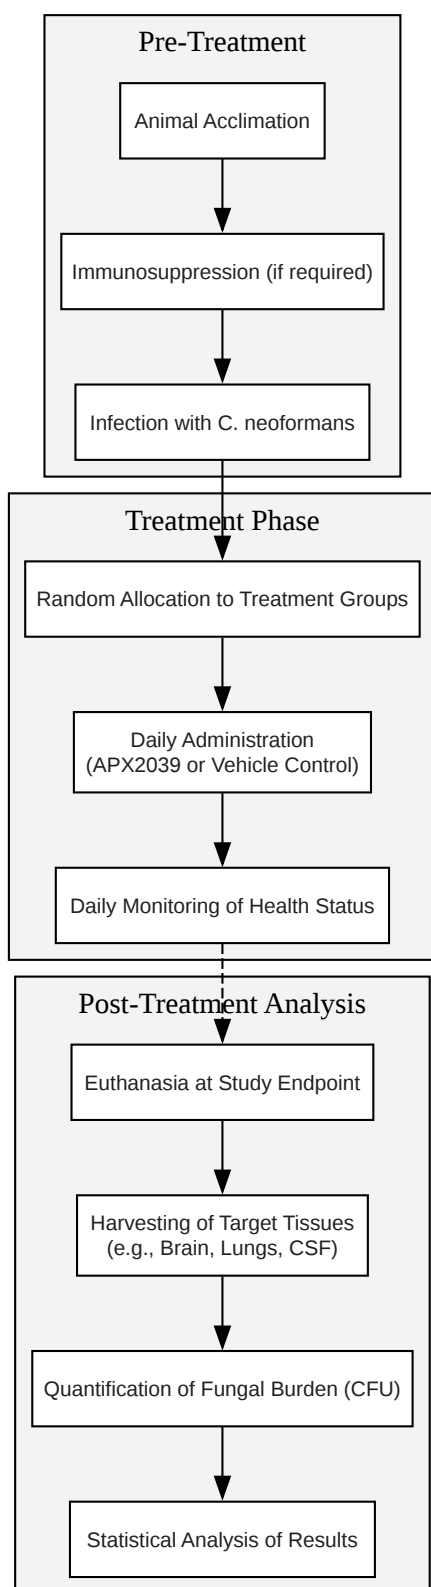 Pre-Treatment
Animal Acclimation
Immunosuppression (if required)
Infection with C. neoformans
Treatment Phase
Random Allocation to Treatment Groups
Daily Administration
(APX2039 or Vehicle Control)
Daily Monitoring of Health Status
Post-Treatment Analysis
Euthanasia at Study Endpoint
Harvesting of Target Tissues
(e.g., Brain, Lungs, CSF)
Quantification of Fungal Burden (CFU)
Statistical Analysis of Results